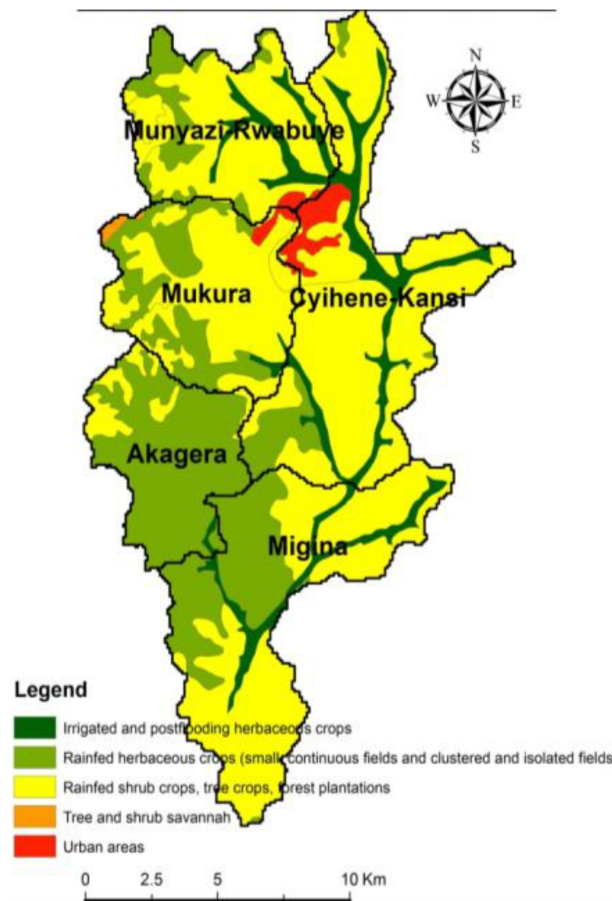 N
W E
S
Munyazi-Rwabuye
Mukura
Cyihene-Kansi
Akagera
Migina
Legend
Irrigated and postflooding herbaceous crops
Rainfed herbaceous crops (small, continuous fields and clustered and isolated fields
Rainfed shrub crops, tree crops, forest plantations
Tree and shrub savannah
Urban areas
0 2.5 5 10 Km